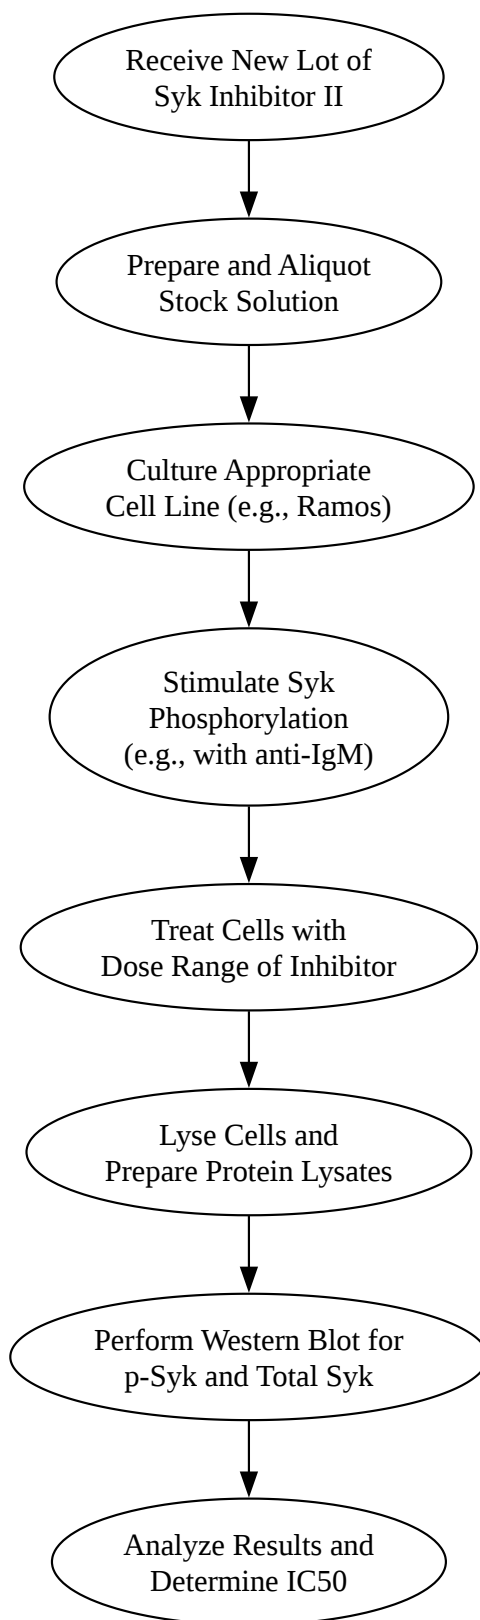 Receive New Lot of
Syk Inhibitor II
Prepare and Aliquot
Stock Solution
Culture Appropriate
Cell Line (e.g., Ramos)
Stimulate Syk
Phosphorylation
(e.g., with anti-IgM)
Treat Cells with
Dose Range of Inhibitor
Lyse Cells and
Prepare Protein Lysates
Perform Western Blot for
p-Syk and Total Syk
Analyze Results and
Determine IC50